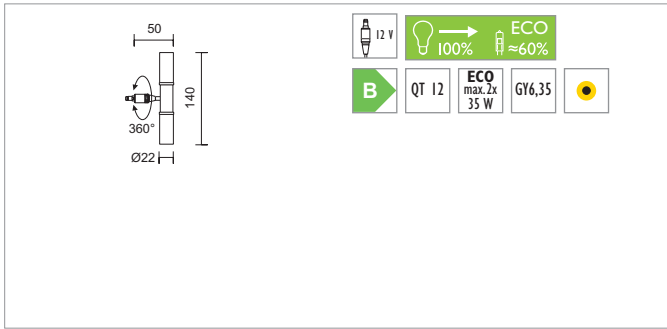 50
140
360°
Ø22
12 V
100%
ECO
≈60%
B
QT 12
ECO
max.2x
35 W
GY6,35